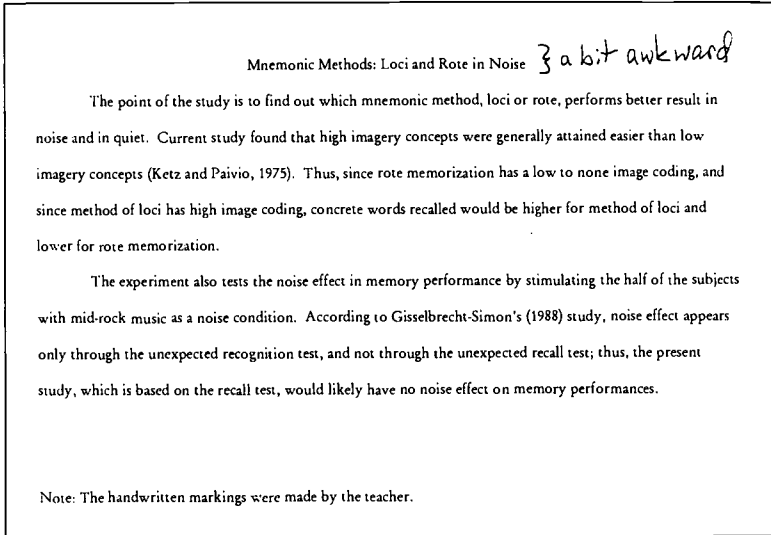 Mnemonic Methods: Loci and Rote in Noise } a bit awkward
The point of the study is to find out which mnemonic method, loci or rote, performs better result in
noise and in quiet. Current study found that high imagery concepts were generally attained easier than low
imagery concepts (Ketz and Paivio, 1975). Thus, since rote memorization has a low to none image coding, and
since method of loci has high image coding, concrete words recalled would be higher for method of loci and
lower for rote memorization.
The experiment also tests the noise effect in memory performance by stimulating the half of the subjects
with mid-rock music as a noise condition. According to Gisselbrecht-Simon's (1988) study, noise effect appears
only through the unexpected recognition test, and not through the unexpected recall test; thus, the present
study, which is based on the recall test, would likely have no noise effect on memory performances.
Note: The handwritten markings were made by the teacher.